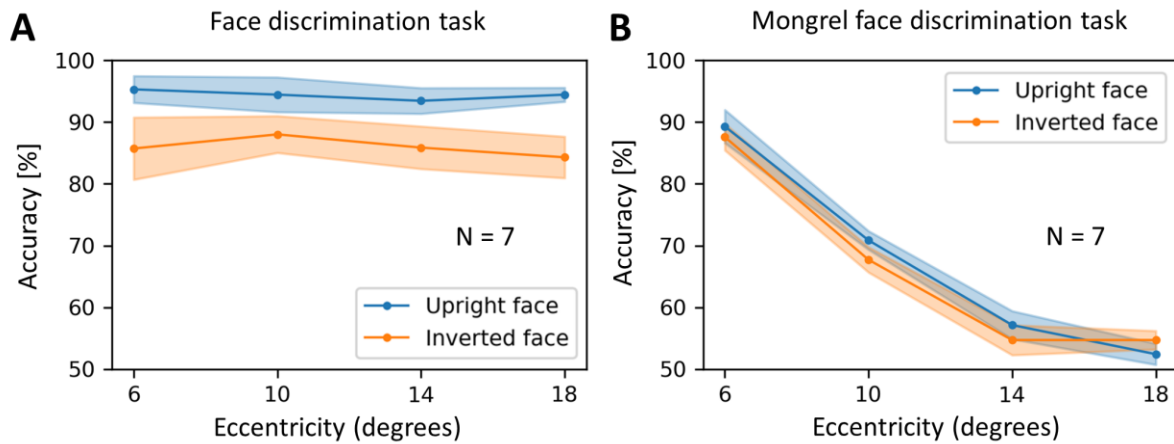 A
Face discrimination task
100
90
80
70
60
50
Accuracy [%]
N = 7
Upright face
Inverted face
6 10 14 18
Eccentricity (degrees)
B
Mongrel face discrimination task
100
90
80
70
60
50
Accuracy [%]
Upright face
Inverted face
N = 7
6 10 14 18
Eccentricity (degrees)